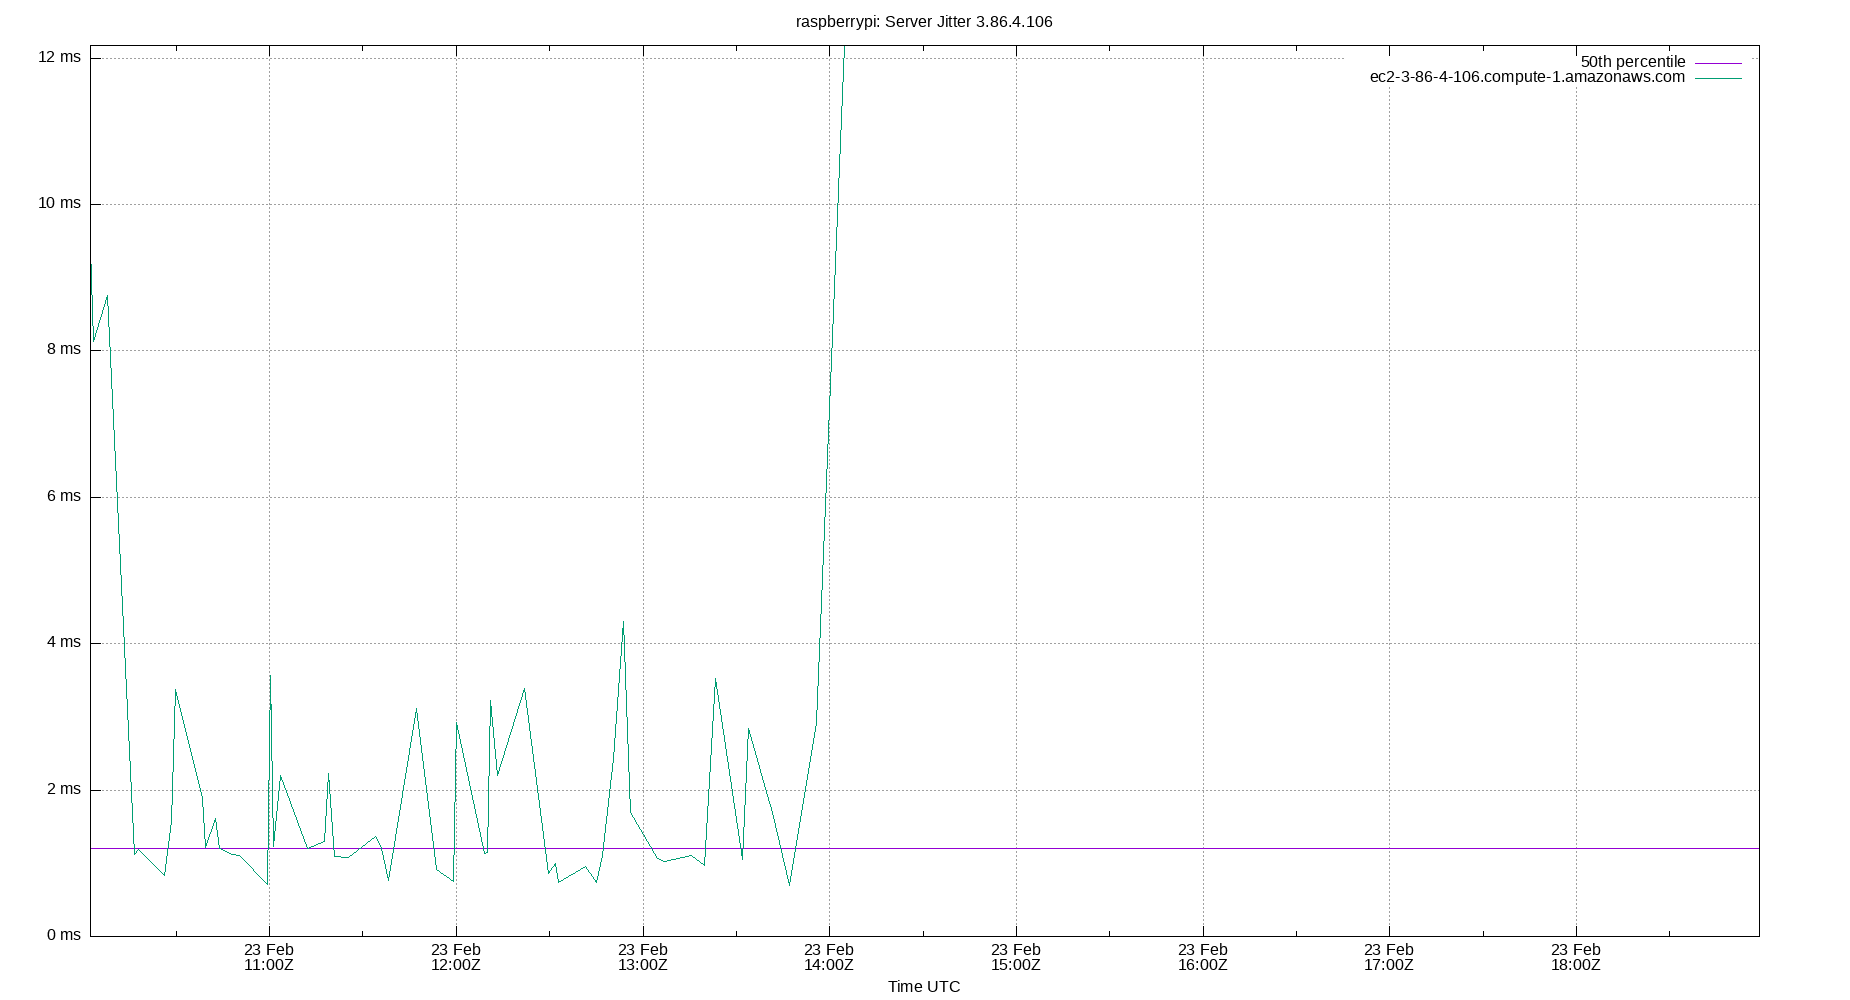 raspberrypi: Server Jitter 3.86.4.106
12 ms
10 ms
8 ms
6 ms
4 ms
2 ms
0 ms
50th percentile
ec2-3-86-4-106.compute-1.amazonaws.com
23 Feb 23 Feb 23 Feb 23 Feb 23 Feb 23 Feb 23 Feb 23 Feb
11:00Z 12:00Z 13:00Z 14:00Z 15:00Z 16:00Z 17:00Z 18:00Z
Time UTC